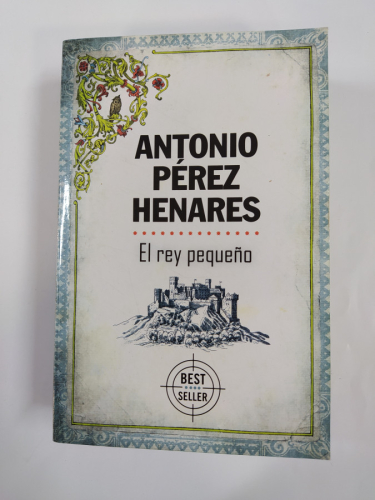 ANTONIO
PÉREZ
HENARES
El rey pequeño
BEST
SELLER